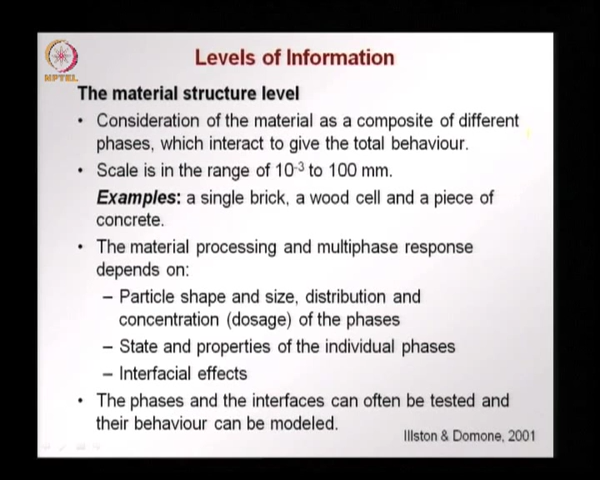 NPTEL
Levels of Information
The material structure level
• Consideration of the material as a composite of different
phases, which interact to give the total behaviour.
• Scale is in the range of 10⁻³ to 100 mm.
Examples: a single brick, a wood cell and a piece of
concrete.
• The material processing and multiphase response
depends on:
– Particle shape and size, distribution and
concentration (dosage) of the phases
– State and properties of the individual phases
– Interfacial effects
• The phases and the interfaces can often be tested and
their behaviour can be modeled.
Illston & Domone, 2001